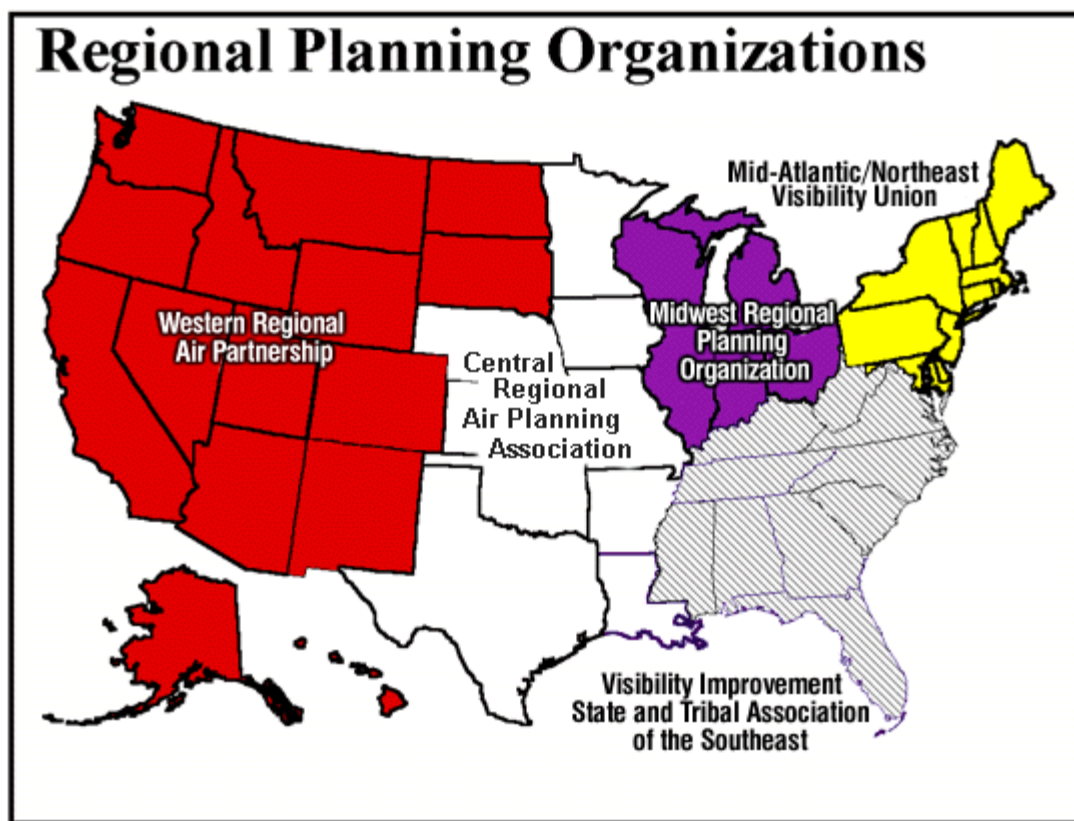 Regional Planning Organizations
Mid-Atlantic/Northeast
Visibility Union
Western Regional
Air Partnership
Midwest Regional
Planning
Organization
Central
Regional
Air Planning
Association
Visibility Improvement
State and Tribal Association
of the Southeast